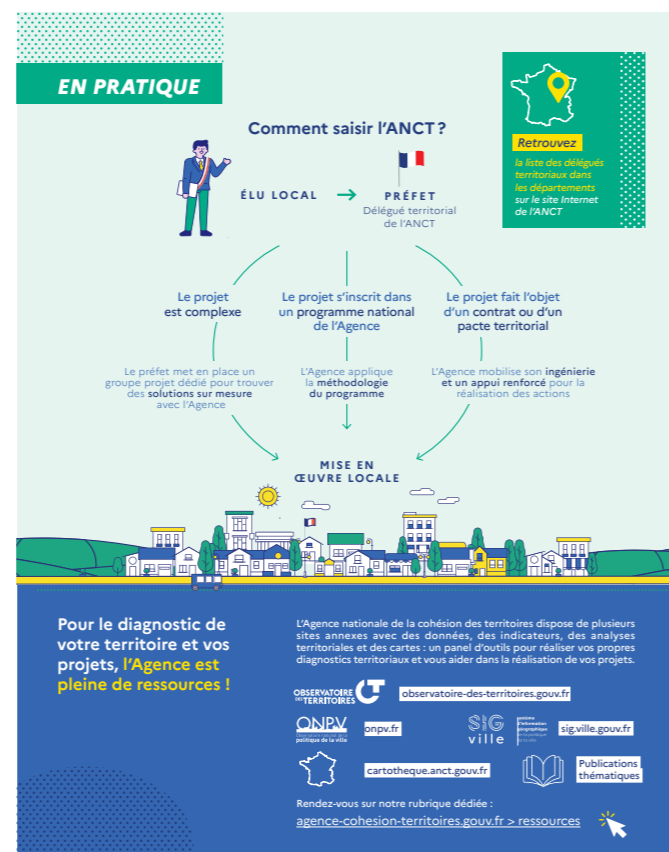 EN PRATIQUE
Comment saisir l'ANCT ?
ÉLU LOCAL
PRÉFET
Délégué territorial
de l'ANCT
Retrouvez
la liste des délégués
territoriaux dans
les départements
sur le site Internet
de l'ANCT
Le projet
est complexe
Le projet s'inscrit dans
un programme national
de l'Agence
Le projet fait l'objet
d'un contrat ou d'un
pacte territorial
Le préfet met en place un
groupe projet dédié pour trouver
des solutions sur mesure
avec l'Agence
L'Agence applique
la méthodologie
du programme
L'Agence mobilise son ingénierie
et un appui renforcé pour la
réalisation des actions
MISE EN
ŒUVRE LOCALE
Pour le diagnostic de
votre territoire et vos
projets, l'Agence est
pleine de ressources !
L'Agence nationale de la cohésion des territoires dispose de plusieurs
sites annexes avec des données, des indicateurs, des analyses
territoriales et des cartes : un panel d'outils pour réaliser vos propres
diagnostics territoriaux et vous aider dans la réalisation de vos projets.
OBSERVATOIRE
DES TERRITOIRES
observatoire-des-territoires.gouv.fr
ONPV
politique de la ville
onpv.fr
SIG
ville
système
d'information
géographique
sig.ville.gouv.fr
cartotheque.anct.gouv.fr
Publications
thématiques
Rendez-vous sur notre rubrique dédiée :
agence-cohesion-territoires.gouv.fr > ressources